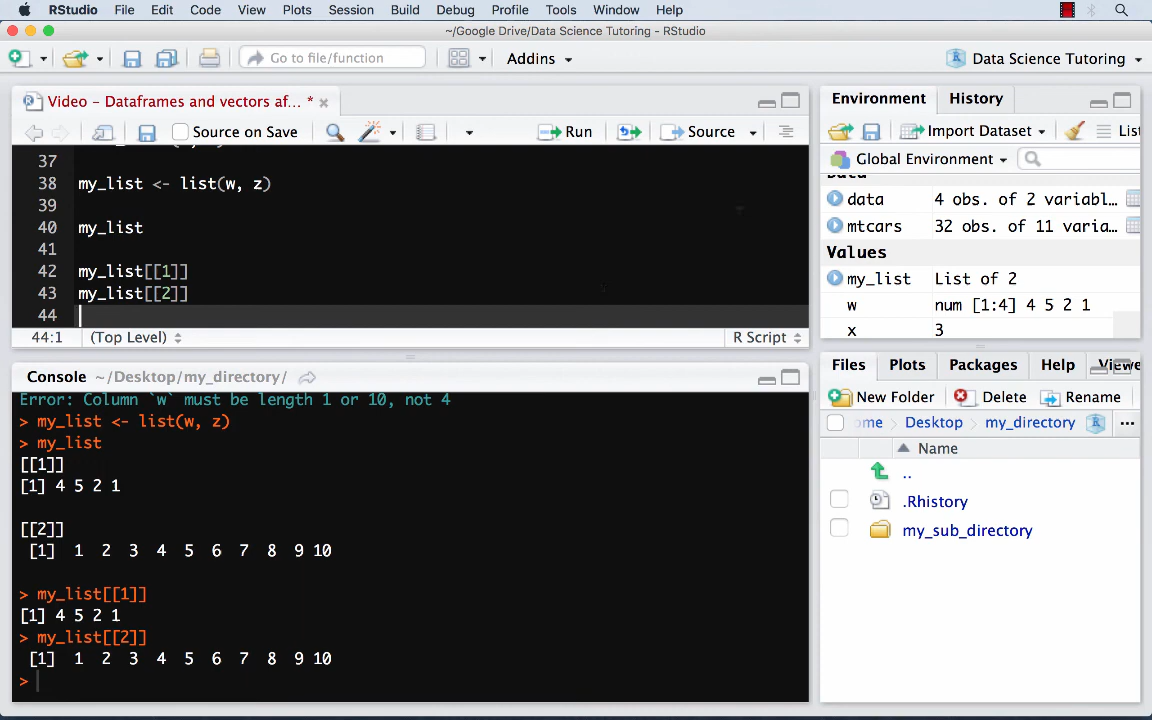 RStudio File Edit Code View Plots Session Build Debug Profile Tools Window Help
~/Google Drive/Data Science Tutoring - RStudio
Go to file/function Addins Data Science Tutoring
Video - Dataframes and vectors af... *
Source on Save Run Source
37
38 my_list <- list(w, z)
39
40 my_list
41
42 my_list[[1]]
43 my_list[[2]]
44
44:1 (Top Level) R Script
Console ~/Desktop/my_directory/
Error: Column `w` must be length 1 or 10, not 4
> my_list <- list(w, z)
> my_list
[[1]]
[1] 4 5 2 1
[[2]]
[1] 1 2 3 4 5 6 7 8 9 10
> my_list[[1]]
[1] 4 5 2 1
> my_list[[2]]
[1] 1 2 3 4 5 6 7 8 9 10
>
Environment History
Import Dataset List
Global Environment
Data
data 4 obs. of 2 variabl...
mtcars 32 obs. of 11 varia...
Values
my_list List of 2
w num [1:4] 4 5 2 1
x 3
Files Plots Packages Help Viewe
New Folder Delete Rename
ome Desktop my_directory ...
Name
..
.Rhistory
my_sub_directory